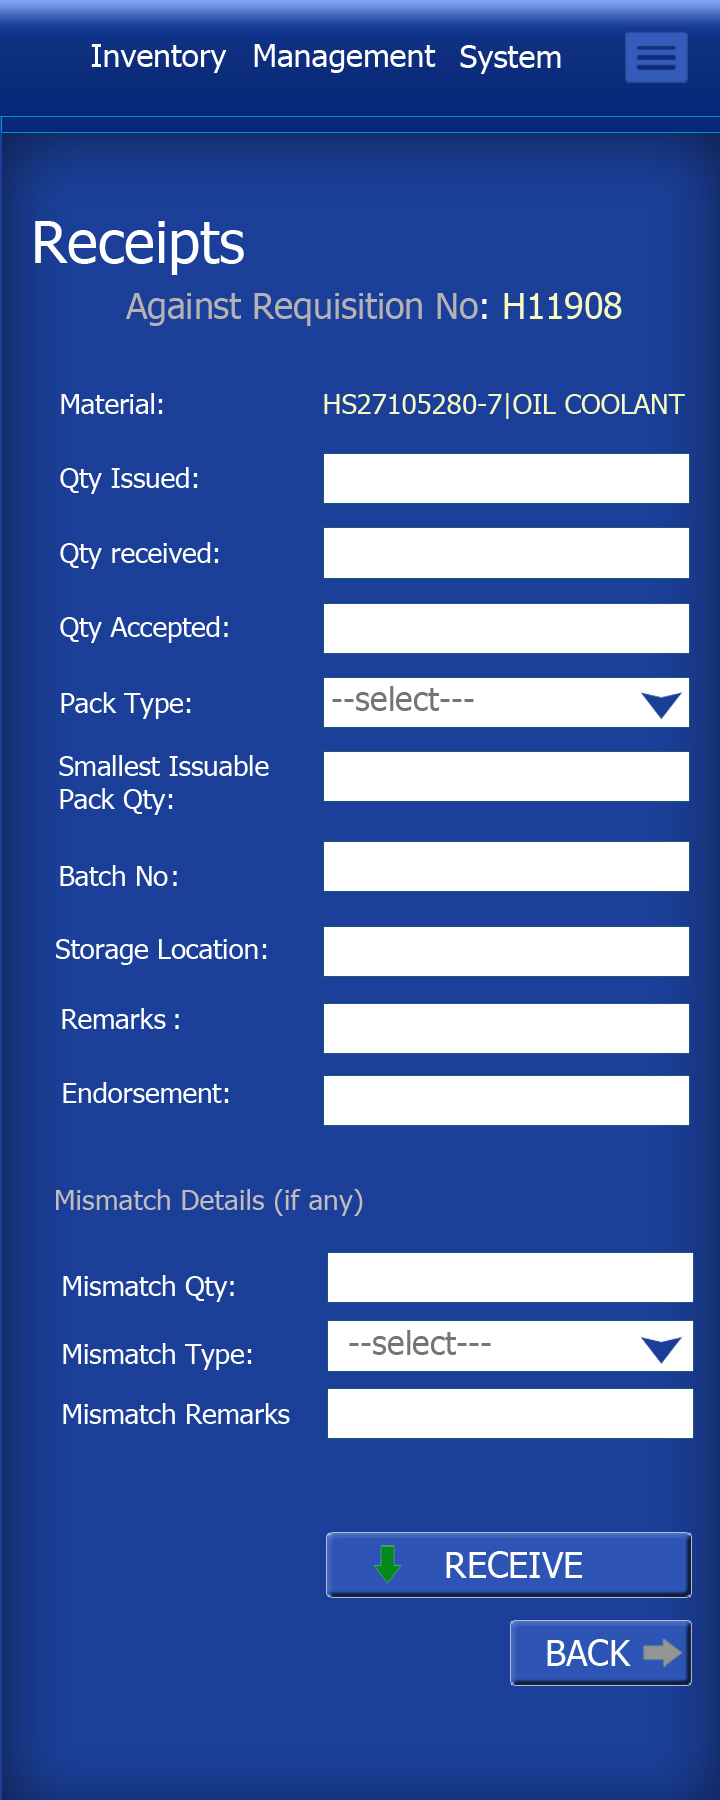 Inventory Management System
Receipts
Against Requisition No: H11908
Material: HS27105280-7|OIL COOLANT
Qty Issued:
Qty received:
Qty Accepted:
Pack Type: --select---
Smallest Issuable
Pack Qty:
Batch No:
Storage Location:
Remarks :
Endorsement:
Mismatch Details (if any)
Mismatch Qty:
Mismatch Type: --select---
Mismatch Remarks
RECEIVE
BACK